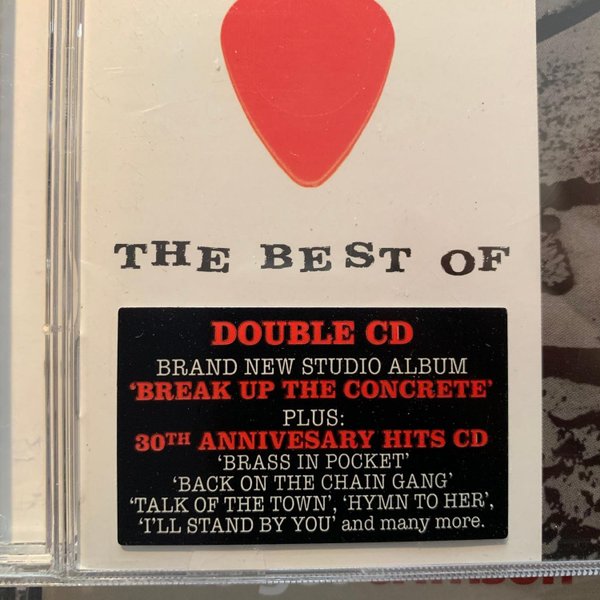 THE BEST OF
DOUBLE CD
BRAND NEW STUDIO ALBUM
‘BREAK UP THE CONCRETE’
PLUS:
30TH ANNIVESARY HITS CD
‘BRASS IN POCKET’
‘BACK ON THE CHAIN GANG’
‘TALK OF THE TOWN’, ‘HYMN TO HER’,
‘I’LL STAND BY YOU’ and many more.